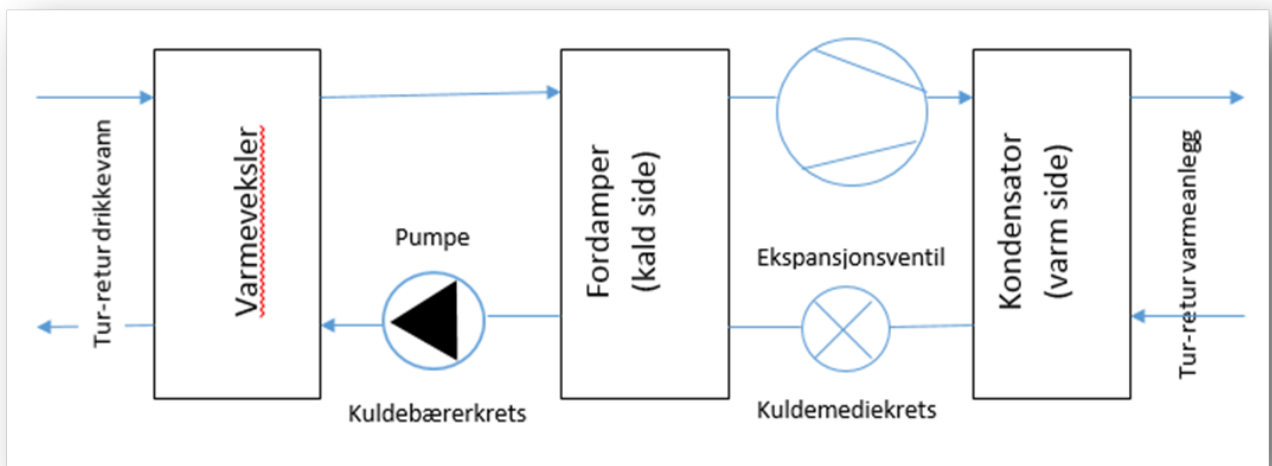 Tur-retur drikkevann
Varmeveksler
Pumpe
Kuldebærerkrets
Fordamper
(kald side)
Ekspansjonsventil
Kuldemediekrets
Kondensator
(varm side)
Tur-retur varmeanlegg